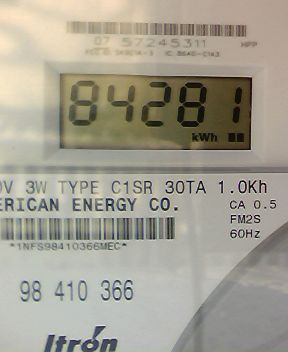 07 57245311 HPP
84281
kWh
V 3W TYPE C1SR 30TA 1.0Kh
ERICAN ENERGY CO.
CA 0.5
FM2S
60Hz
*1NFS98410366MEC*
98 410 366
Itron